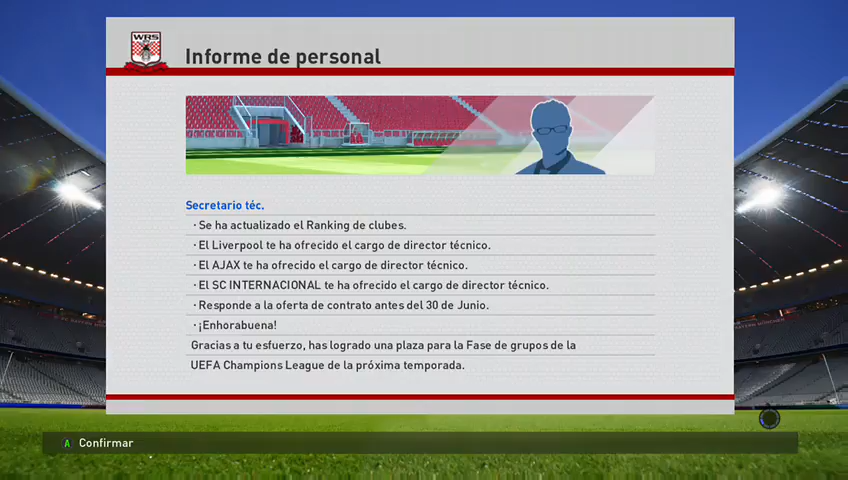 WRS
Informe de personal
Secretario téc.
· Se ha actualizado el Ranking de clubes.
· El Liverpool te ha ofrecido el cargo de director técnico.
· El AJAX te ha ofrecido el cargo de director técnico.
· El SC INTERNACIONAL te ha ofrecido el cargo de director técnico.
· Responde a la oferta de contrato antes del 30 de Junio.
· ¡Enhorabuena!
Gracias a tu esfuerzo, has logrado una plaza para la Fase de grupos de la
UEFA Champions League de la próxima temporada.
A Confirmar